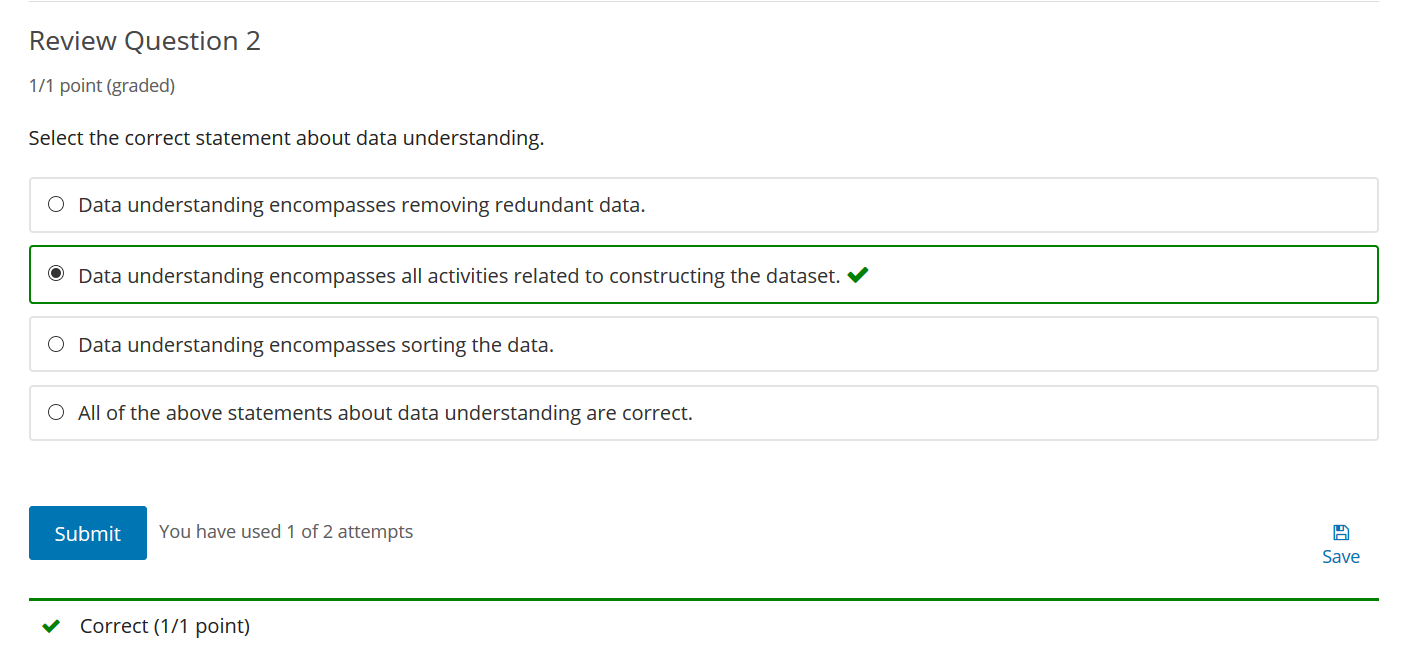 Review Question 2
1/1 point (graded)
Select the correct statement about data understanding.
Data understanding encompasses removing redundant data.
Data understanding encompasses all activities related to constructing the dataset.
Data understanding encompasses sorting the data.
All of the above statements about data understanding are correct.
Submit You have used 1 of 2 attempts
Save
Correct (1/1 point)